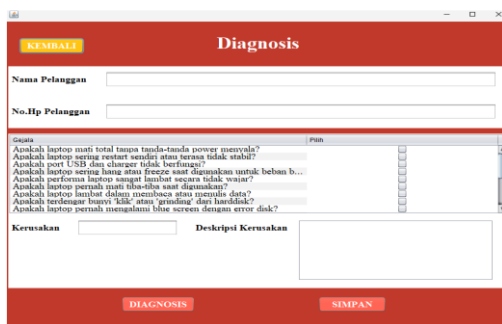 KEMBALI
Diagnosis
Nama Pelanggan
No.Hp Pelanggan
Gejala Pilih
Apakah laptop mati total tanpa tanda-tanda power menyala?
Apakah laptop sering restart sendiri atau terasa tidak stabil?
Apakah port USB dan charger tidak berfungsi?
Apakah laptop sering hang atau freeze saat digunakan untuk beban b...
Apakah performa laptop sangat lambat secara tidak wajar?
Apakah laptop pernah mati tiba-tiba saat digunakan?
Apakah laptop lambat dalam membaca atau menulis data?
Apakah terdengar bunyi 'klik' atau 'grinding' dari harddisk?
Apakah laptop pernah mengalami blue screen dengan error disk?
Kerusakan
Deskripsi Kerusakan
DIAGNOSIS
SIMPAN